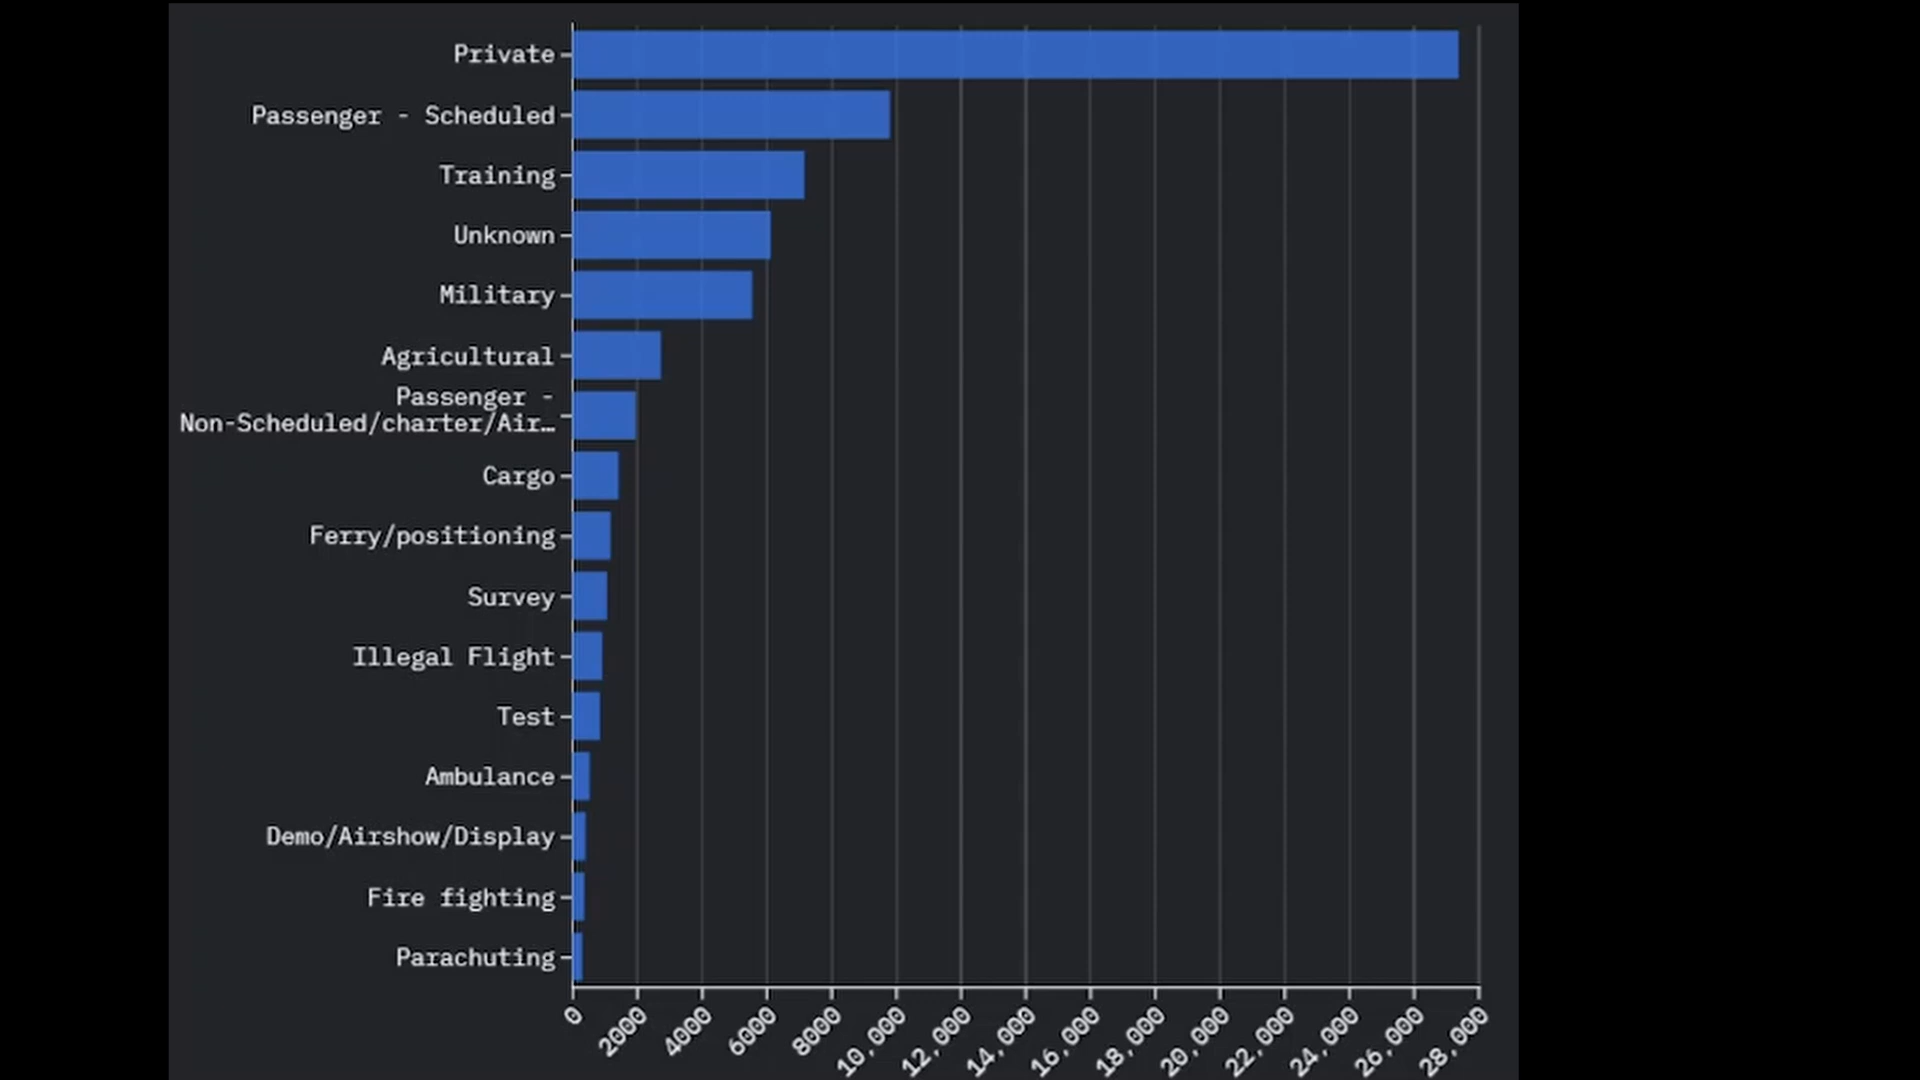 Private
Passenger - Scheduled
Training
Unknown
Military
Agricultural
Passenger -
Non-Scheduled/charter/Air…
Cargo
Ferry/positioning
Survey
Illegal Flight
Test
Ambulance
Demo/Airshow/Display
Fire fighting
Parachuting
0
2000
4000
6000
8000
10,000
12,000
14,000
16,000
18,000
20,000
22,000
24,000
26,000
28,000